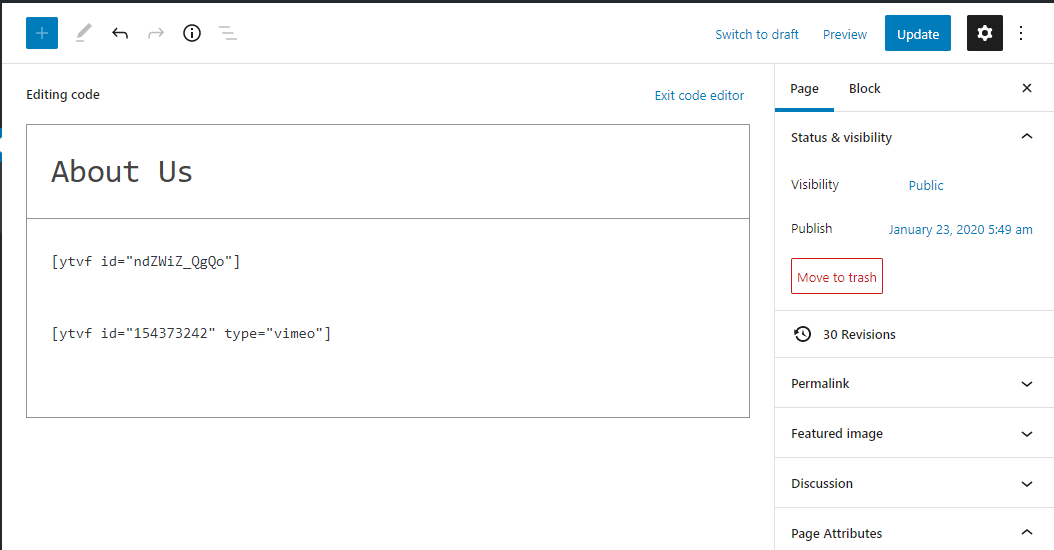 Switch to draft Preview Update
Editing code Exit code editor
About Us
[ytvf id="ndZWiZ_QgQo"]
[ytvf id="154373242" type="vimeo"]
Page Block
Status & visibility
Visibility Public
Publish January 23, 2020 5:49 am
Move to trash
30 Revisions
Permalink
Featured image
Discussion
Page Attributes